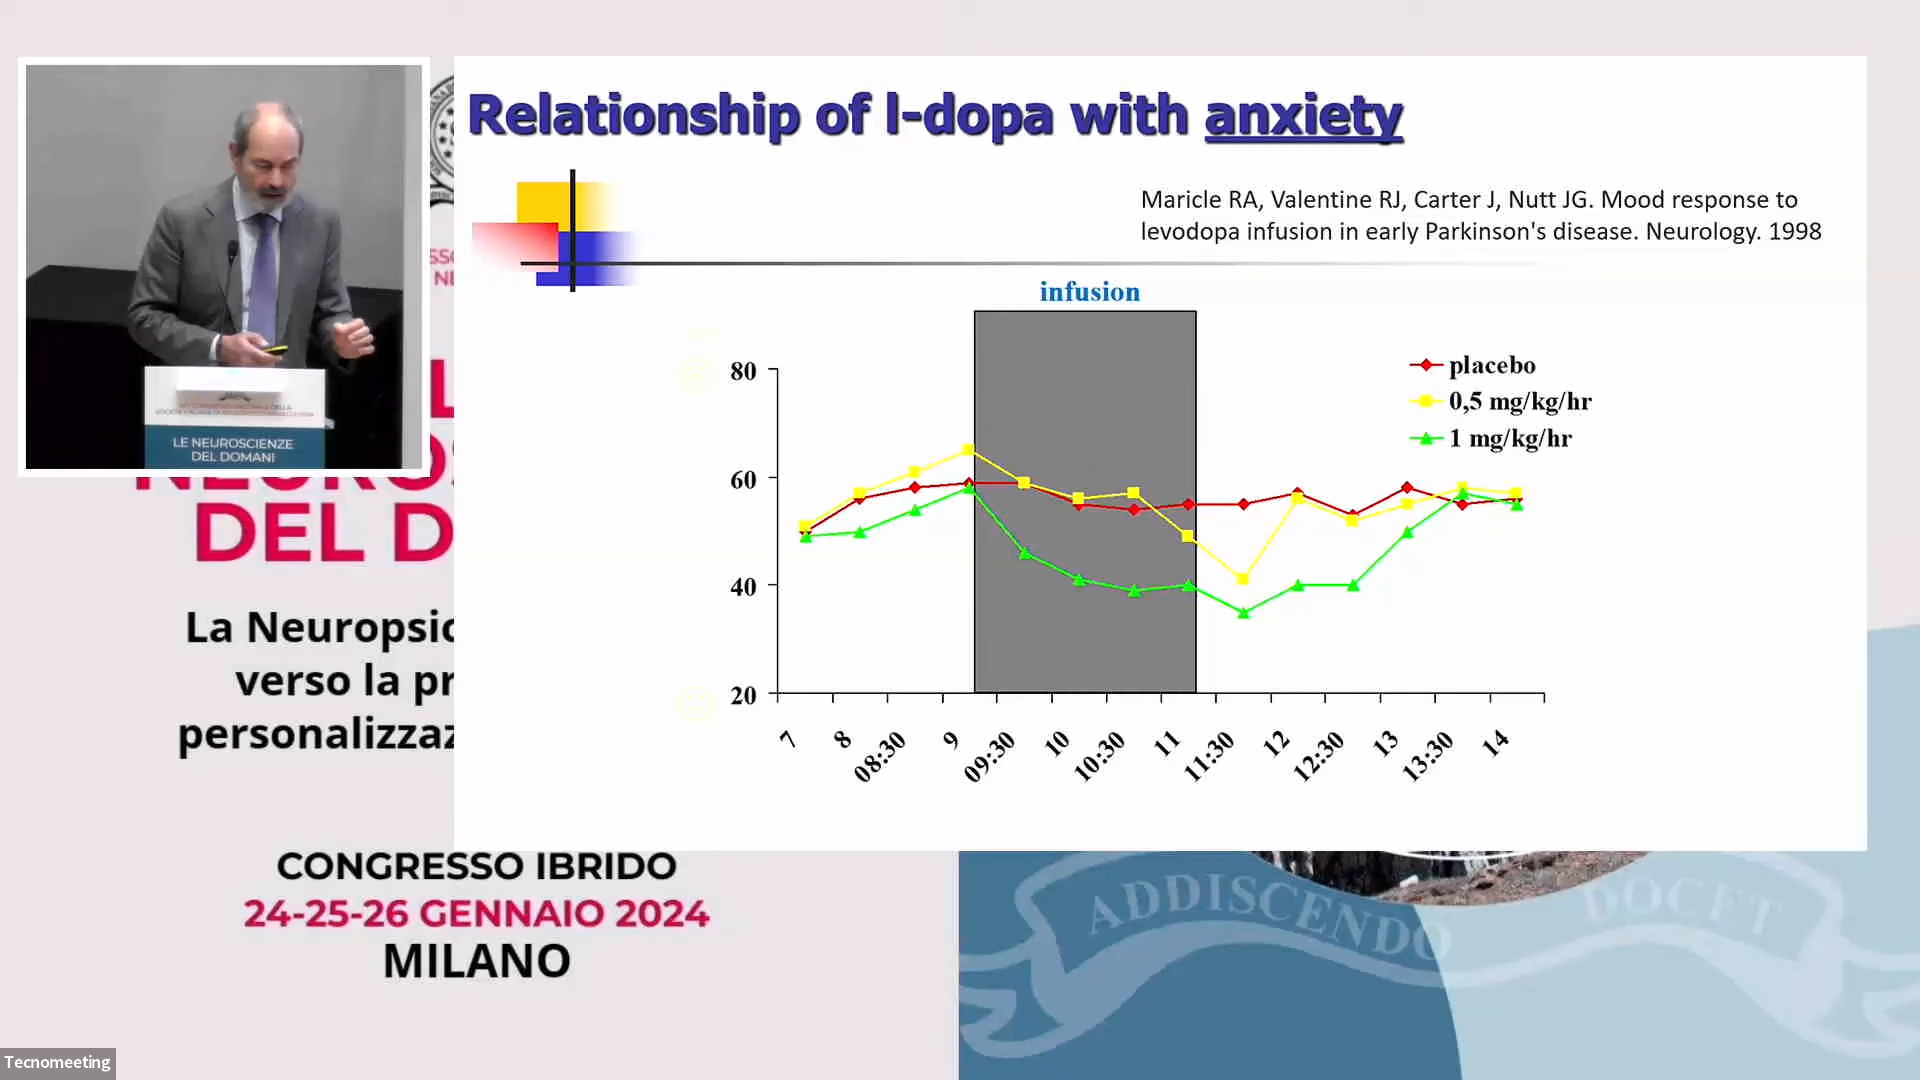 Relationship of l-dopa with anxiety
Maricle RA, Valentine RJ, Carter J, Nutt JG. Mood response to
levodopa infusion in early Parkinson's disease. Neurology. 1998
infusion
placebo
0,5 mg/kg/hr
1 mg/kg/hr
80
60
40
20
7
8
08:30
9
09:30
10
10:30
11
11:30
12
12:30
13
13:30
14
LE NEUROSCIENZE
DEL DOMANI
DEL D
La Neuropsic
verso la pr
personalizzaz
CONGRESSO IBRIDO
24-25-26 GENNAIO 2024
MILANO
ADDISCENDO DOCET
Tecnomeeting